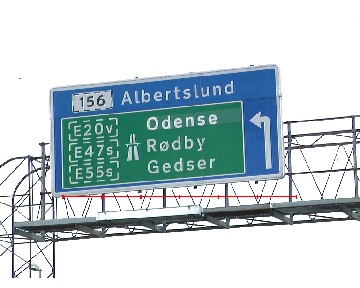 156 Albertslund
E20v Odense
E47s Rødby
E55s Gedser